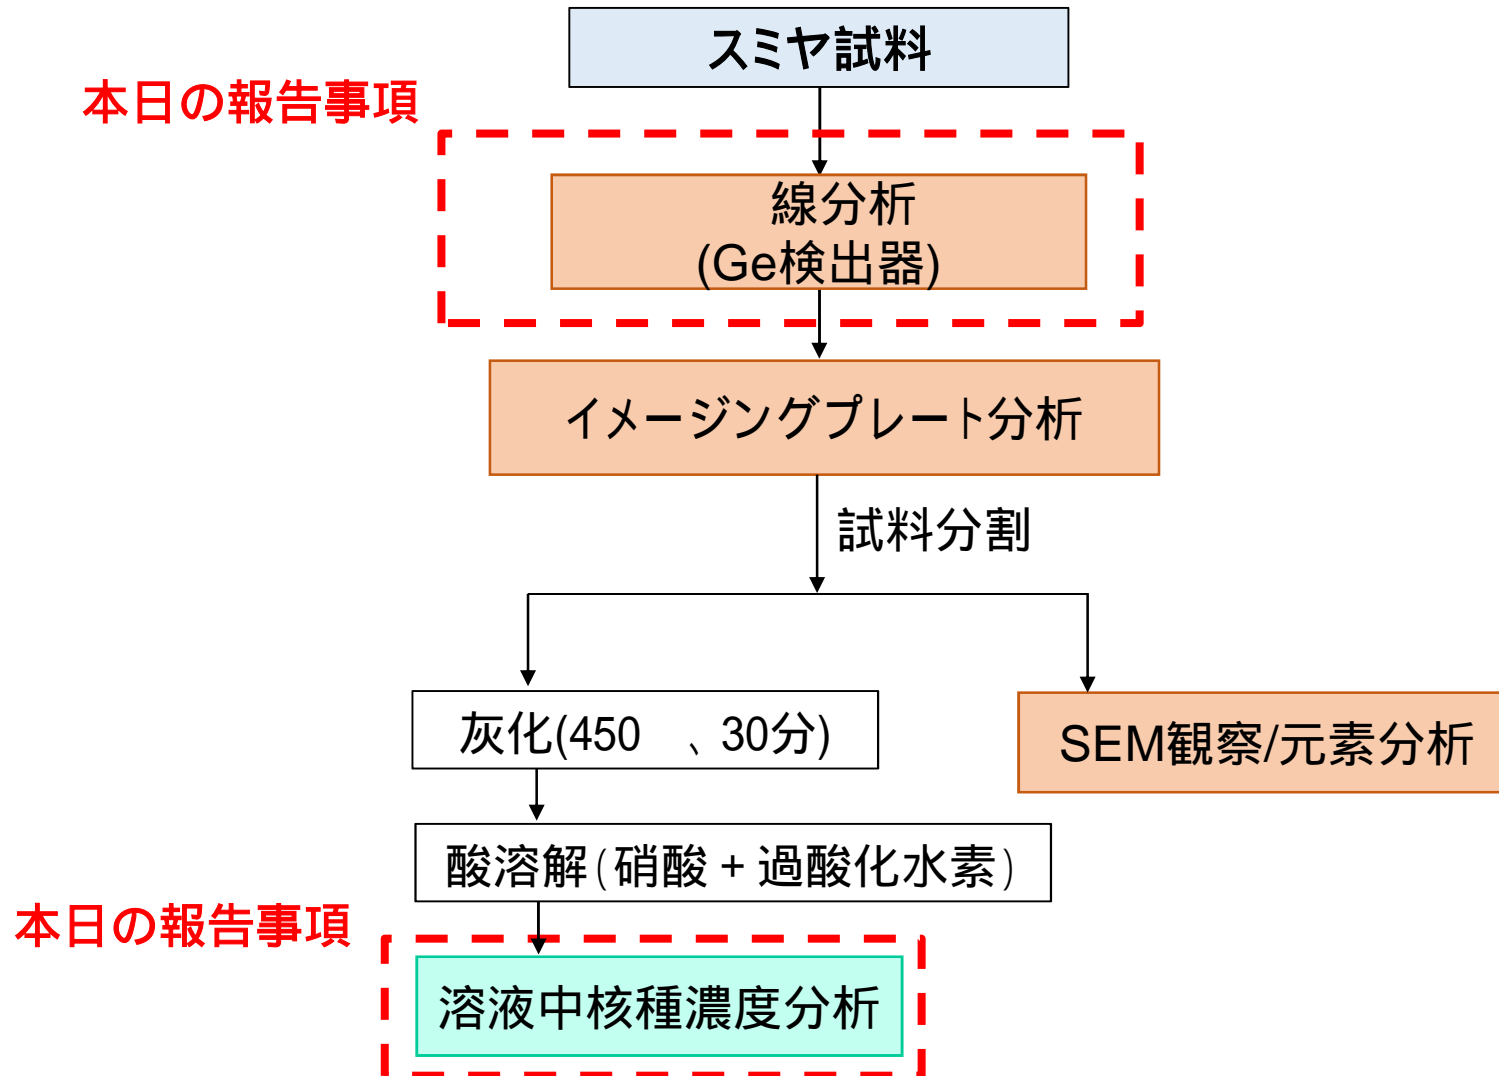 スミヤ試料
本日の報告事項
線分析
(Ge検出器)
イメージングプレート分析
試料分割
灰化(450　、30分)
SEM観察/元素分析
酸溶解(硝酸 + 過酸化水素)
本日の報告事項
溶液中核種濃度分析